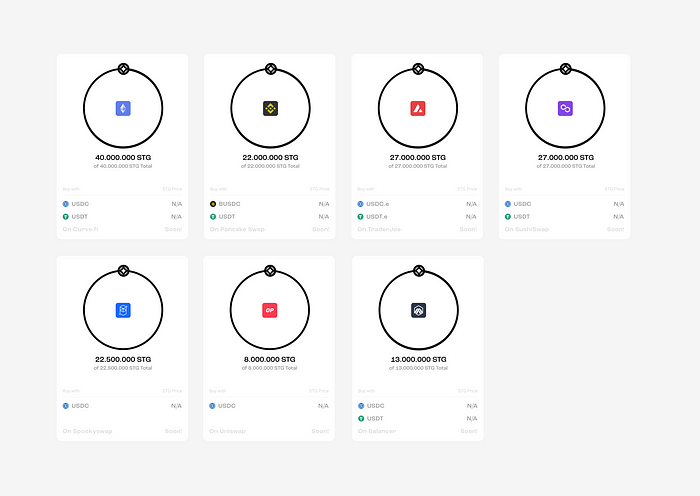 40.000.000 STG
of 40.000.000 STG Total
Buy with STG Price
USDC N/A
USDT N/A
On Curve.fi Soon!
22.000.000 STG
of 22.000.000 STG Total
Buy with STG Price
BUSDC N/A
USDT N/A
On Pancake Swap Soon!
27.000.000 STG
of 27.000.000 STG Total
Buy with STG Price
USDC.e N/A
USDT.e N/A
On TraderJoe Soon!
27.000.000 STG
of 27.000.000 STG Total
Buy with STG Price
USDC N/A
USDT N/A
On SushiSwap Soon!
22.500.000 STG
of 22.500.000 STG Total
Buy with STG Price
USDC N/A
On Spookyswap Soon!
OP
8.000.000 STG
of 8.000.000 STG Total
Buy with STG Price
USDC N/A
On Uniswap Soon!
13.000.000 STG
of 13.000.000 STG Total
Buy with STG Price
USDC N/A
USDT N/A
On Balancer Soon!